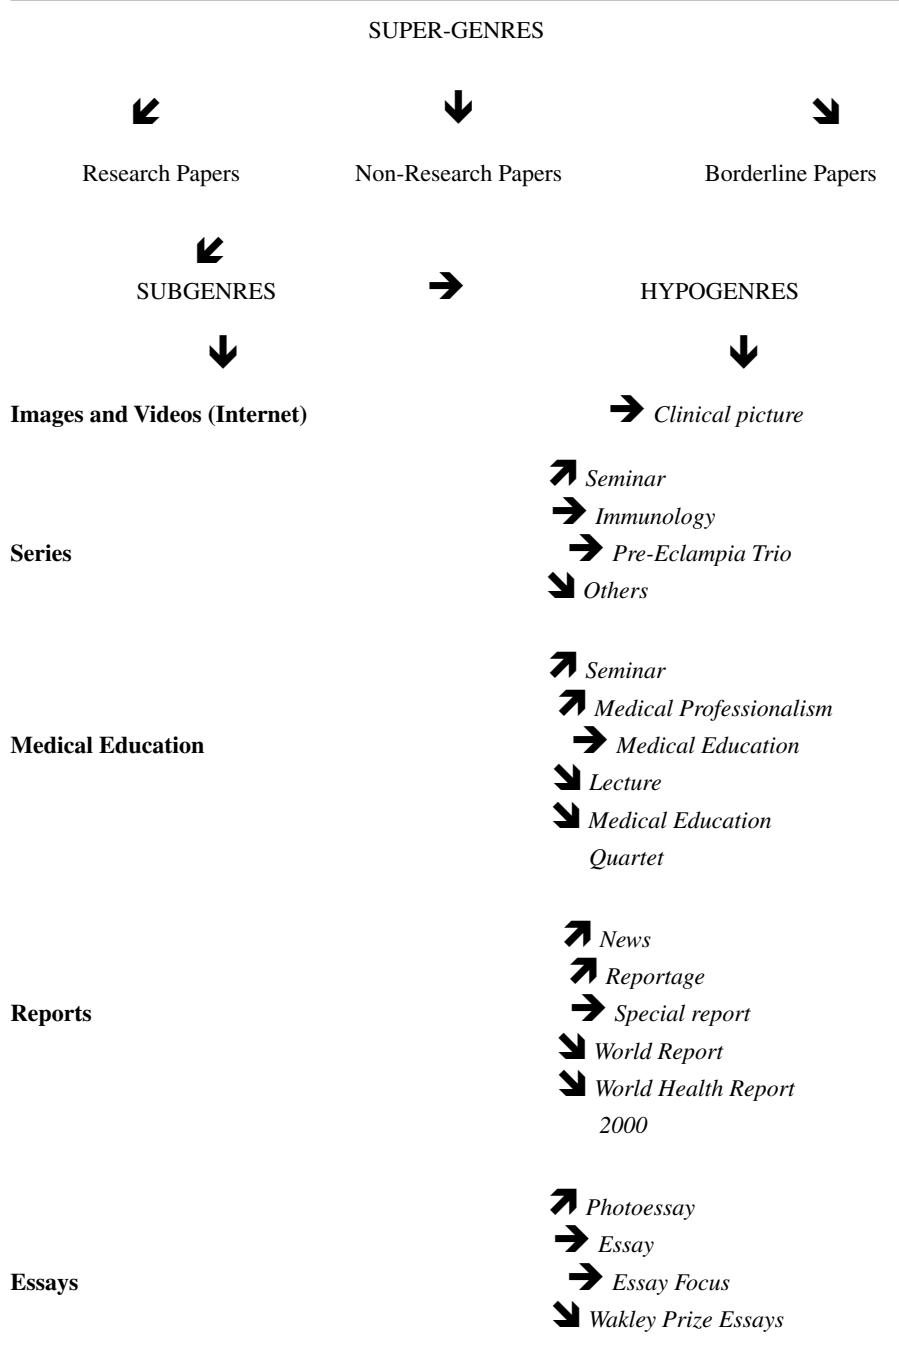 SUPER-GENRES
Research Papers Non-Research Papers Borderline Papers
SUBGENRES HYPOGENRES
Images and Videos (Internet) Clinical picture
Seminar
Immunology
Series Pre-Eclampia Trio
Others
Seminar
Medical Professionalism
Medical Education Medical Education
Lecture
Medical Education
Quartet
News
Reportage
Reports Special report
World Report
World Health Report
2000
Photoessay
Essay
Essays Essay Focus
Wakley Prize Essays